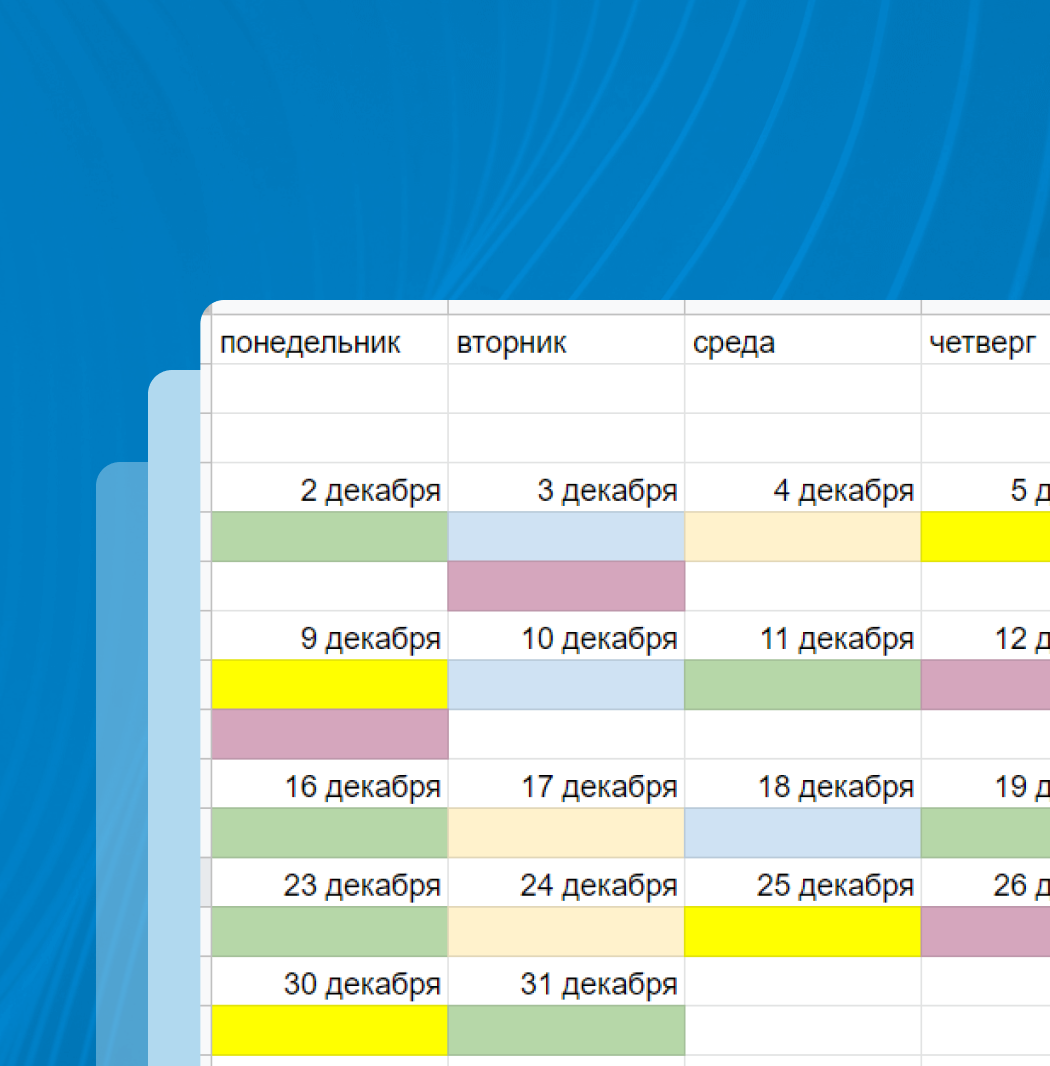 понедельник вторник среда четверг
2 декабря 3 декабря 4 декабря 5 д
9 декабря 10 декабря 11 декабря 12 д
16 декабря 17 декабря 18 декабря 19 д
23 декабря 24 декабря 25 декабря 26 д
30 декабря 31 декабря